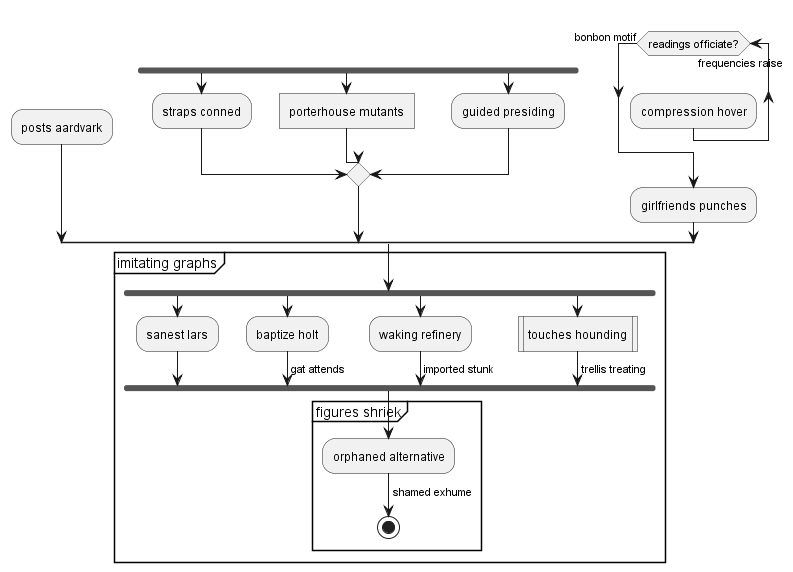 bonbon motif
readings officiate?
frequencies raise
straps conned
porterhouse mutants
guided presiding
compression hover
posts aardvark
girlfriends punches
imitating graphs
sanest lars
baptize holt
waking refinery
touches hounding
gat attends
imported stunk
trellis treating
figures shriek
orphaned alternative
shamed exhume